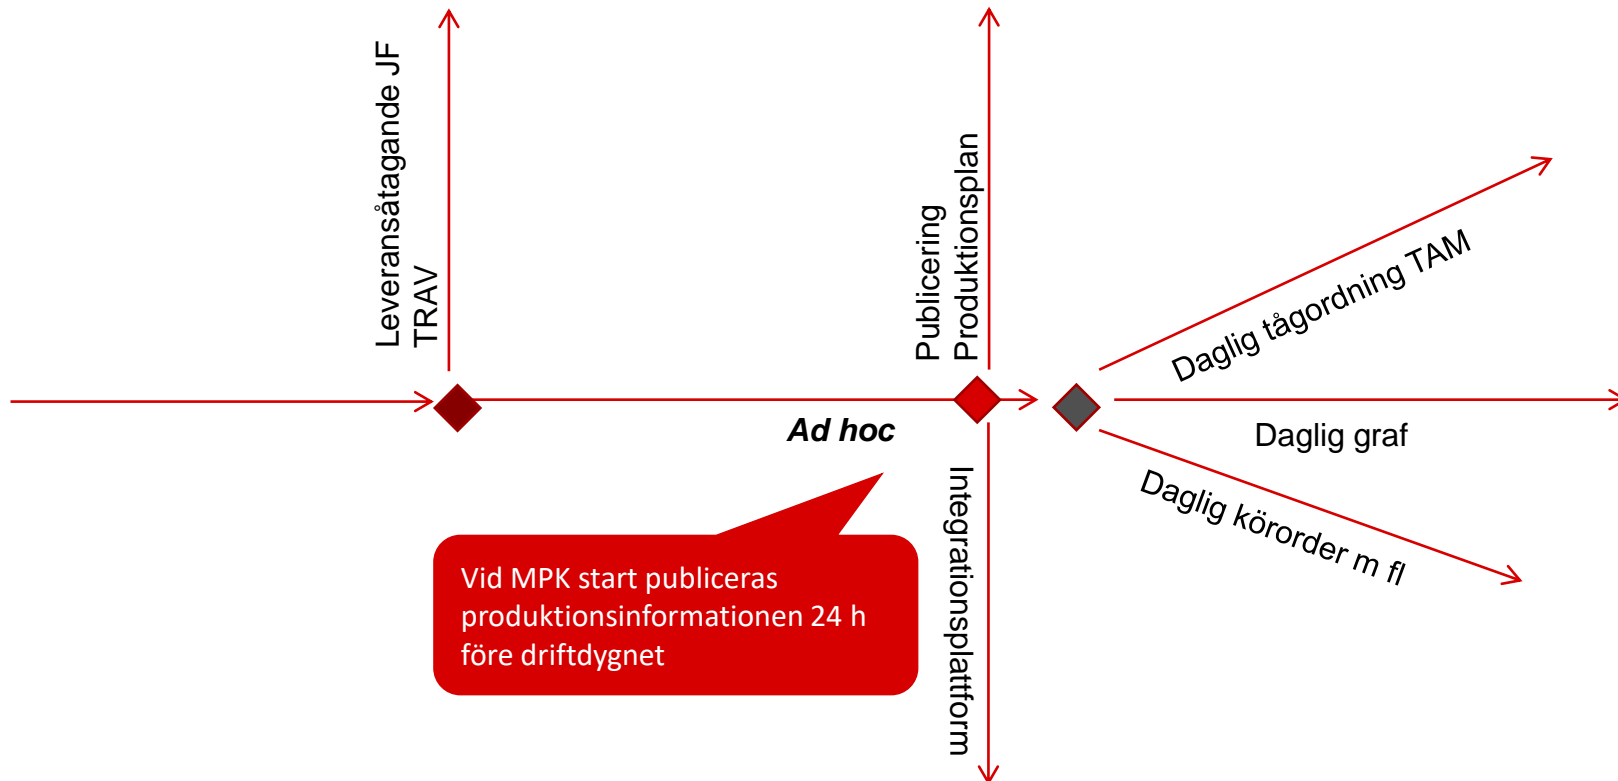 Leveransåtagande JF
TRAV
Publicering
Produktionsplan
Daglig tågordning TAM
Ad hoc
Daglig graf
Daglig körorder m fl
Integrationsplattform
Vid MPK start publiceras
produktionsinformationen 24 h
före driftdygnet